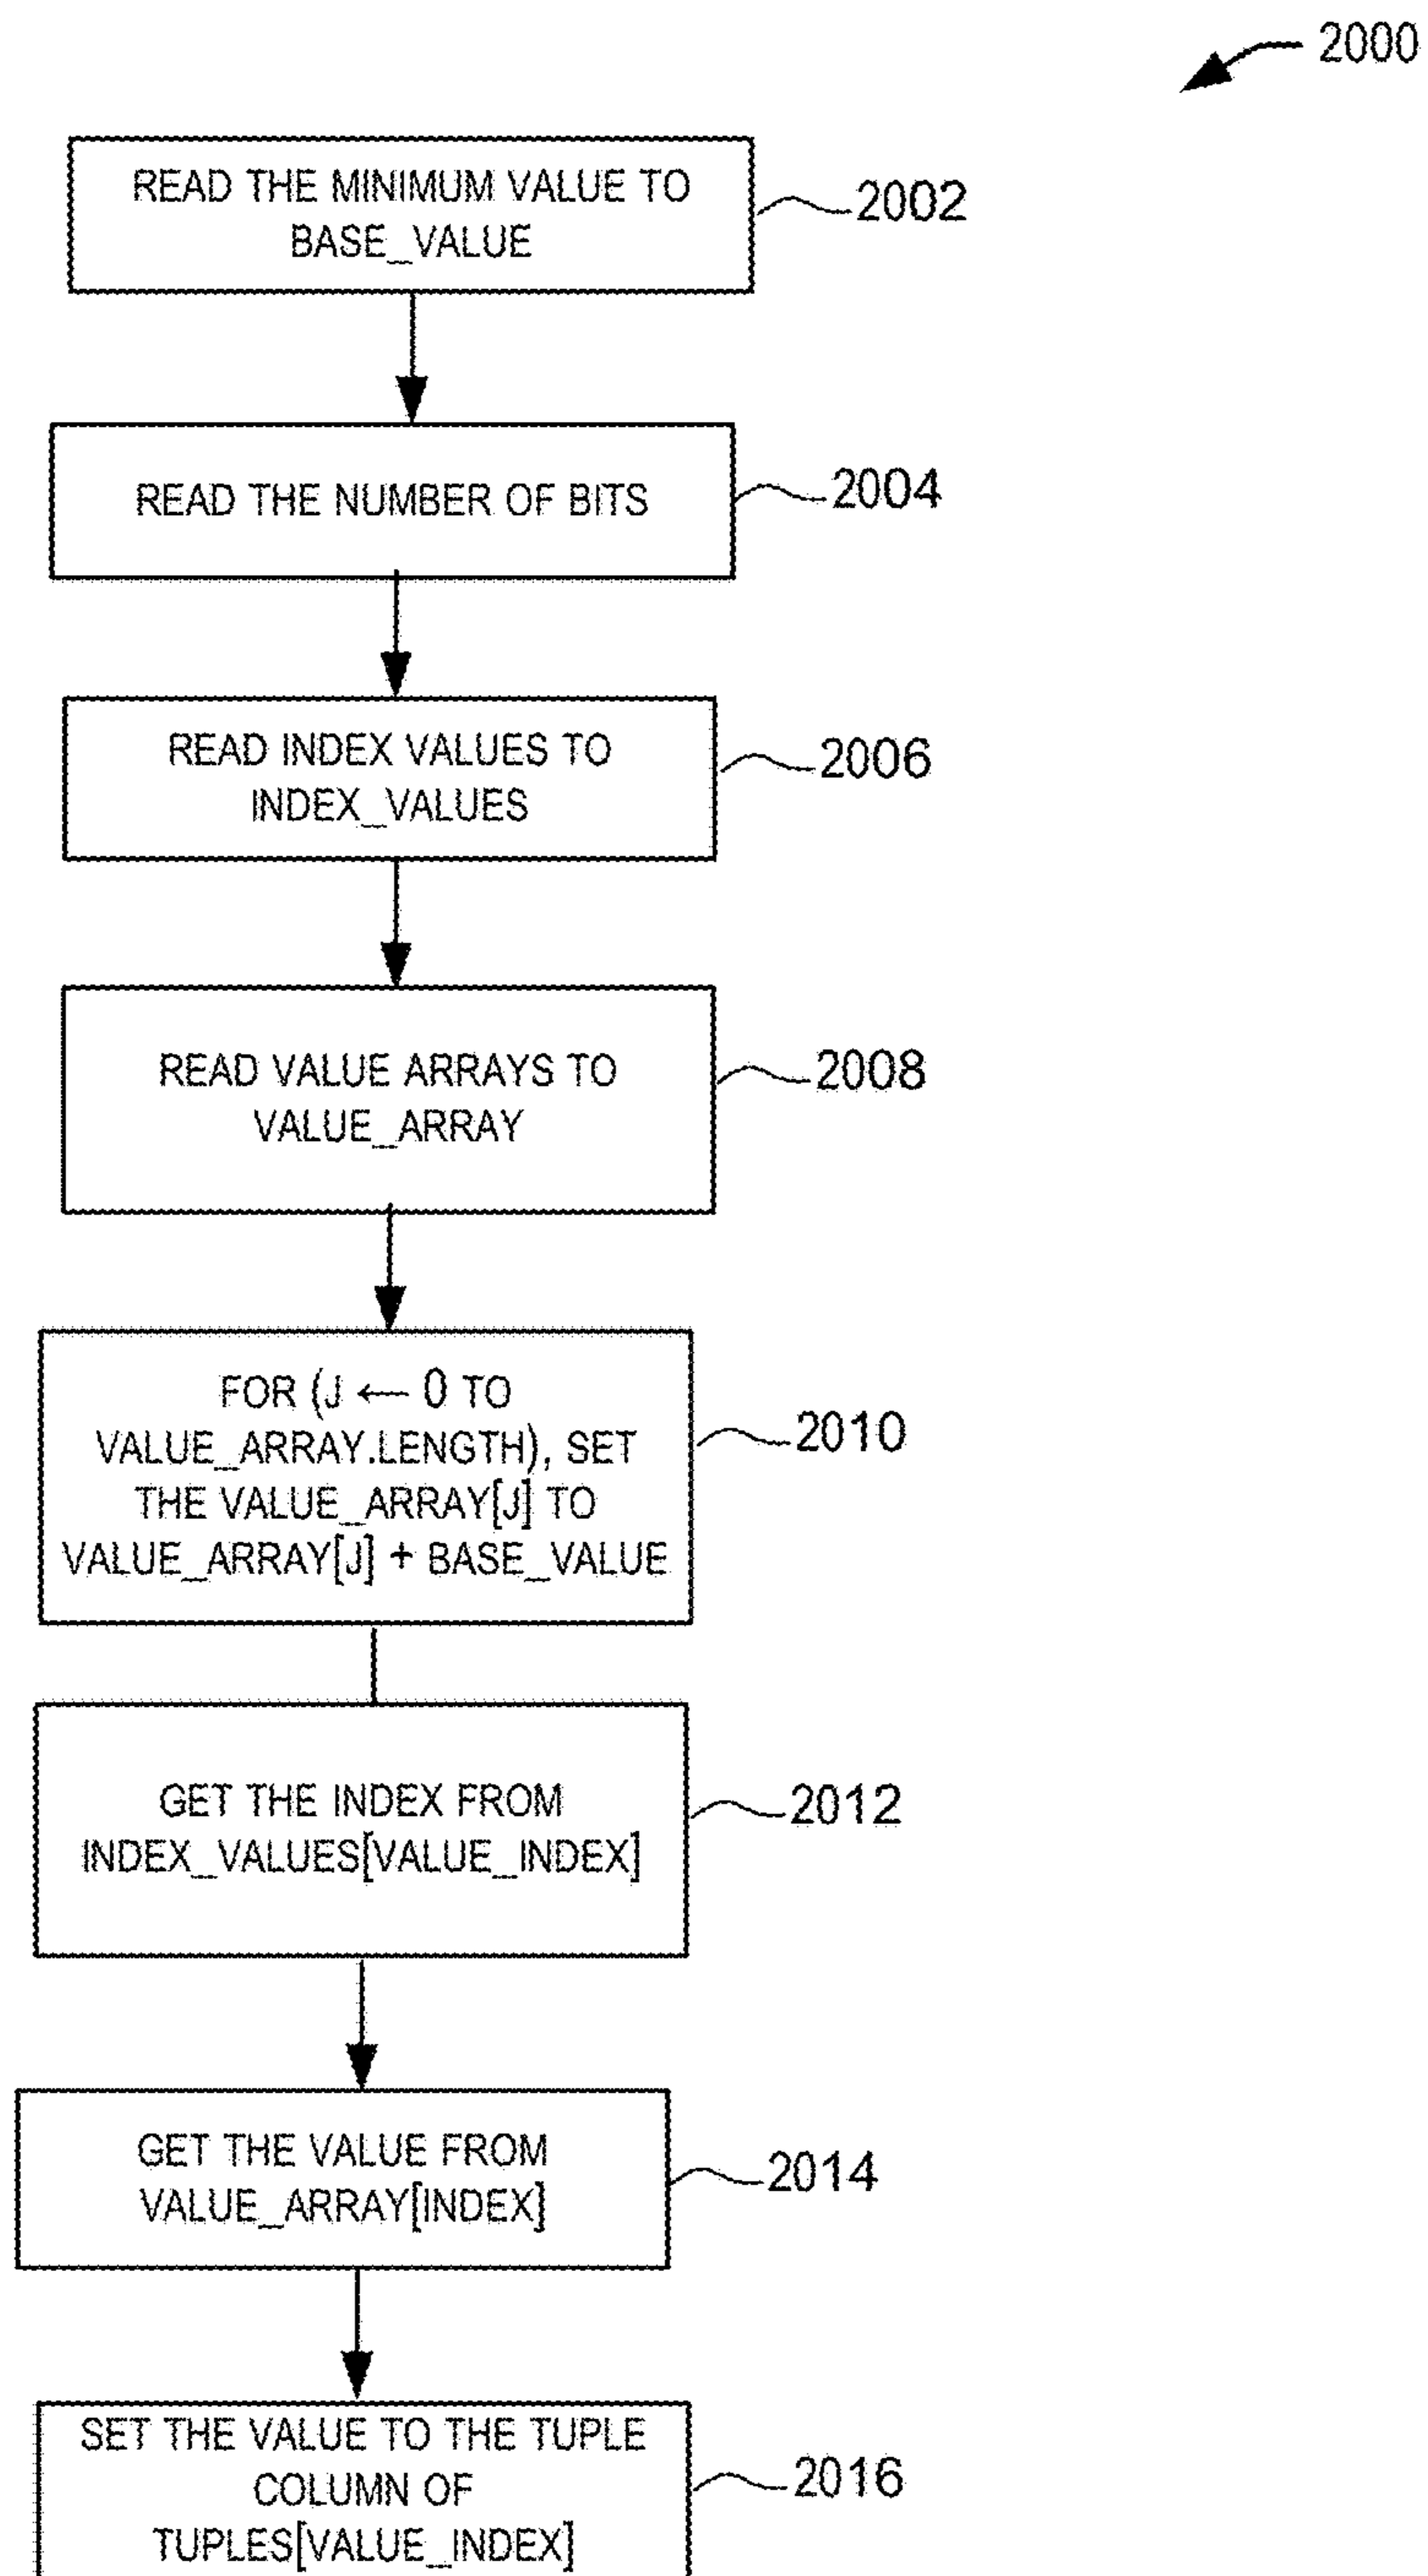 2000
READ THE MINIMUM VALUE TO
BASE_VALUE
2002
READ THE NUMBER OF BITS
2004
READ INDEX VALUES TO
INDEX_VALUES
2006
READ VALUE ARRAYS TO
VALUE_ARRAY
2008
FOR (J ← 0 TO
VALUE_ARRAY.LENGTH), SET
THE VALUE_ARRAY[J] TO
VALUE_ARRAY[J] + BASE_VALUE
2010
GET THE INDEX FROM
INDEX_VALUES[VALUE_INDEX]
2012
GET THE VALUE FROM
VALUE_ARRAY[INDEX]
2014
SET THE VALUE TO THE TUPLE
COLUMN OF
TUPLES[VALUE_INDEX]
2016